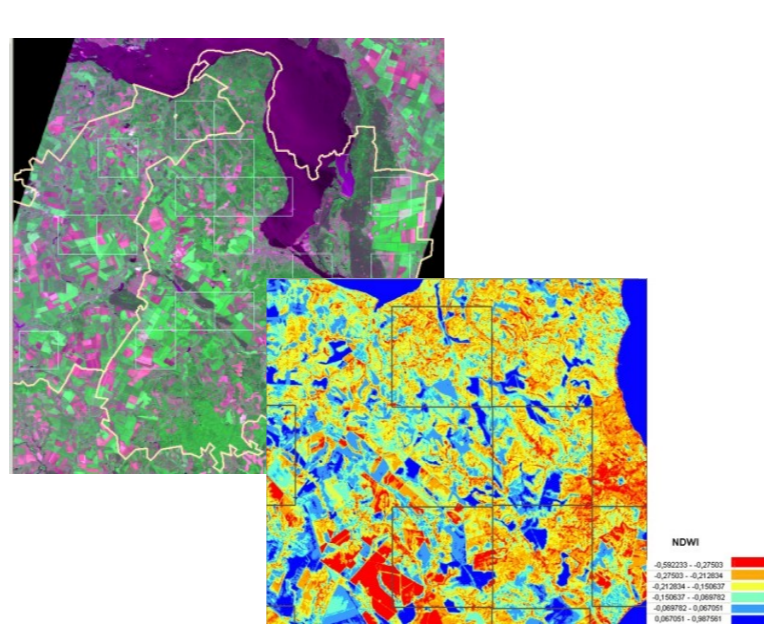 NDWI
-0,592233 - -0,27503
-0,27503 - -0,212834
-0,212834 - -0,150637
-0,150637 - -0,069782
-0,069782 - 0,067051
0,067051 - 0,987561